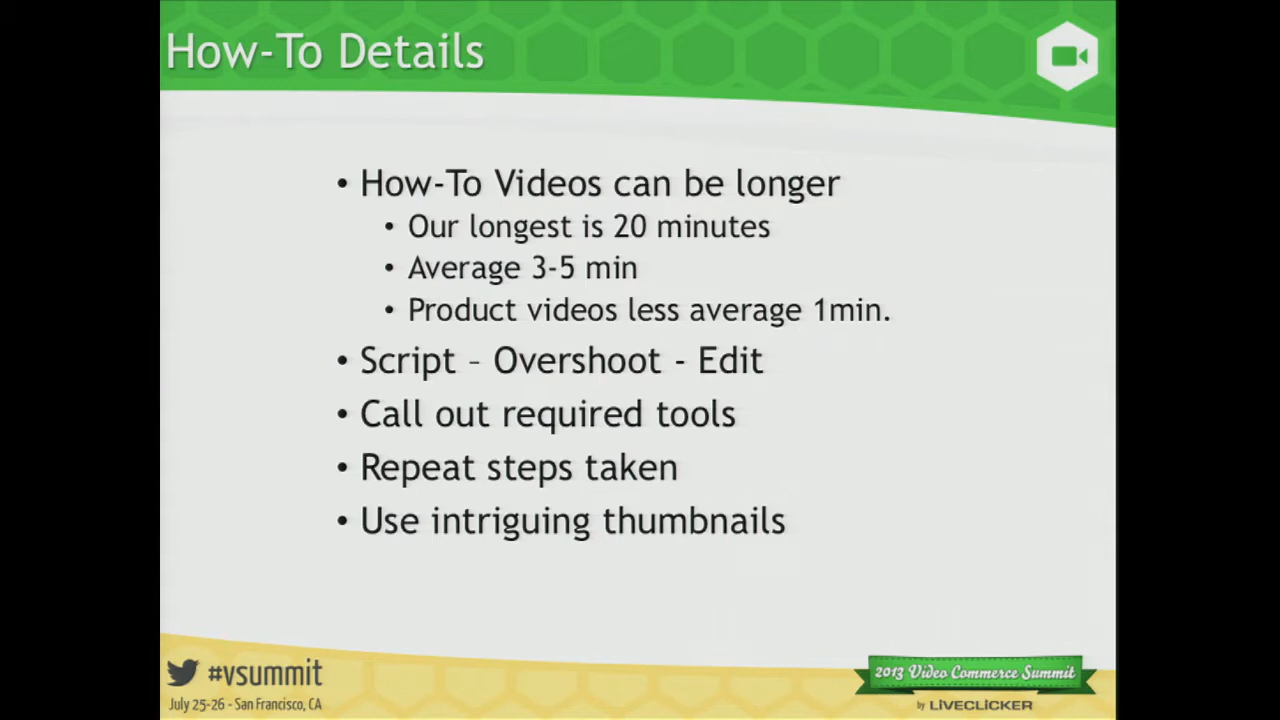 How-To Details
• How-To Videos can be longer
• Our longest is 20 minutes
• Average 3-5 min
• Product videos less average 1min.
• Script – Overshoot - Edit
• Call out required tools
• Repeat steps taken
• Use intriguing thumbnails
#vsummit
July 25-26 - San Francisco, CA
2013 Video Commerce Summit
by LIVECLICKER